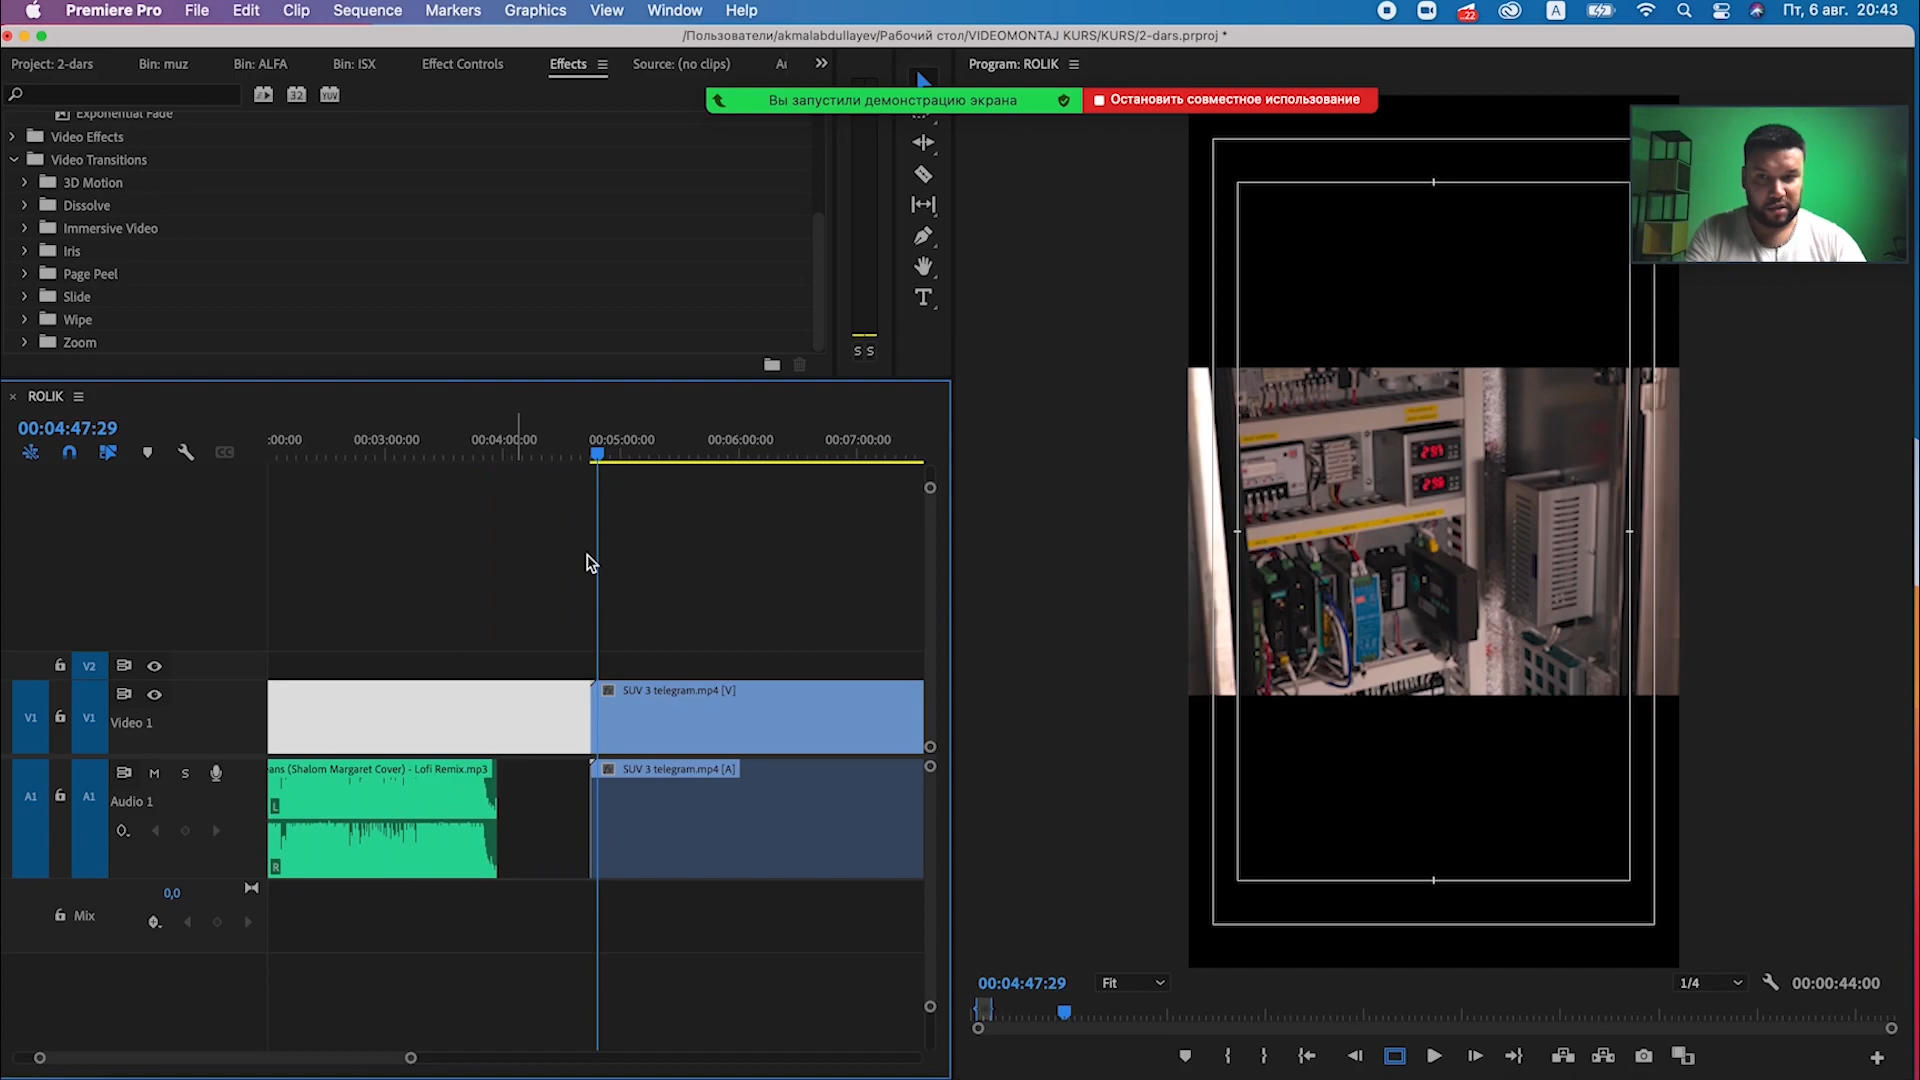 Premiere Pro File Edit Clip Sequence Markers Graphics View Window Help
22 A Пт, 6 авг. 20:43
/Пользователи/akmalabdullayev/Рабочий стол/VIDEOMONTAJ KURS/KURS/2-dars.prproj *
Project: 2-dars Bin: muz Bin: ALFA Bin: ISX Effect Controls Effects Source: (no clips) Au
Program: ROLIK
Вы запустили демонстрацию экрана
Остановить совместное использование
32 YUV
Exponential Fade
Video Effects
Video Transitions
3D Motion
Dissolve
Immersive Video
Iris
Page Peel
Slide
Wipe
Zoom
S S
ROLIK
00:04:47:29
:00:00 00:03:00:00 00:04:00:00 00:05:00:00 00:06:00:00 00:07:00:00
V2
V1 V1 Video 1
SUV 3 telegram.mp4 [V]
A1 A1 Audio 1
M S
ans (Shalom Margaret Cover) - Lofi Remix.mp3
L
R
SUV 3 telegram.mp4 [A]
0,0
Mix
00:04:47:29 Fit 1/4 00:00:44:00